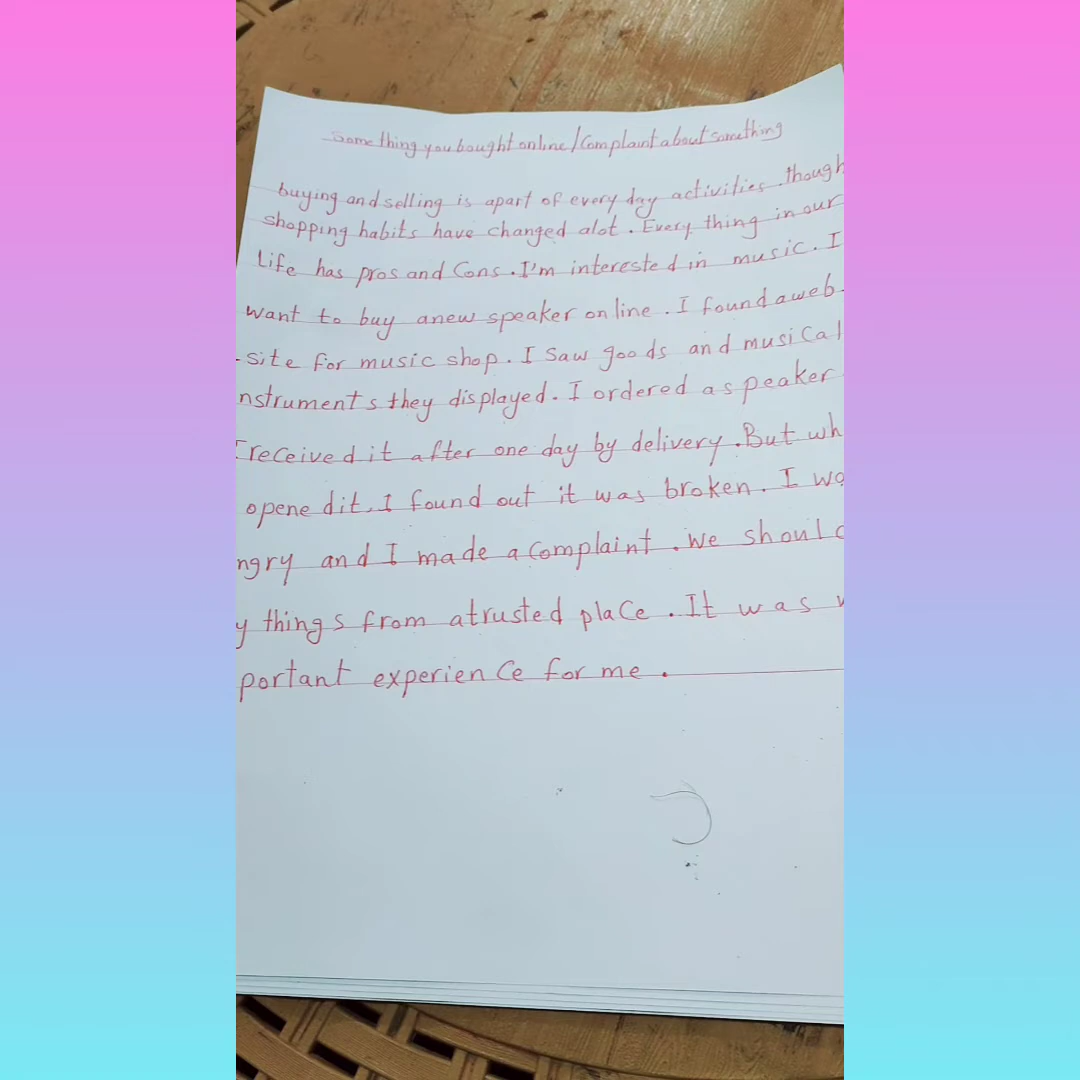 Something you bought online/Complaint about something
buying and selling is apart of every day activities. though
shopping habits have changed alot. Every thing in our
Life has pros and Cons. I'm interested in music. I
want to buy anew speaker online. I found aweb-
-site for music shop. I saw goods and musical
nstruments they displayed. I ordered aspeaker
I received it after one day by delivery. But wh
opened it, I found out it was broken. I wa
ngry and I made a complaint. we should
y things from atrusted place. It was v
portant experience for me.